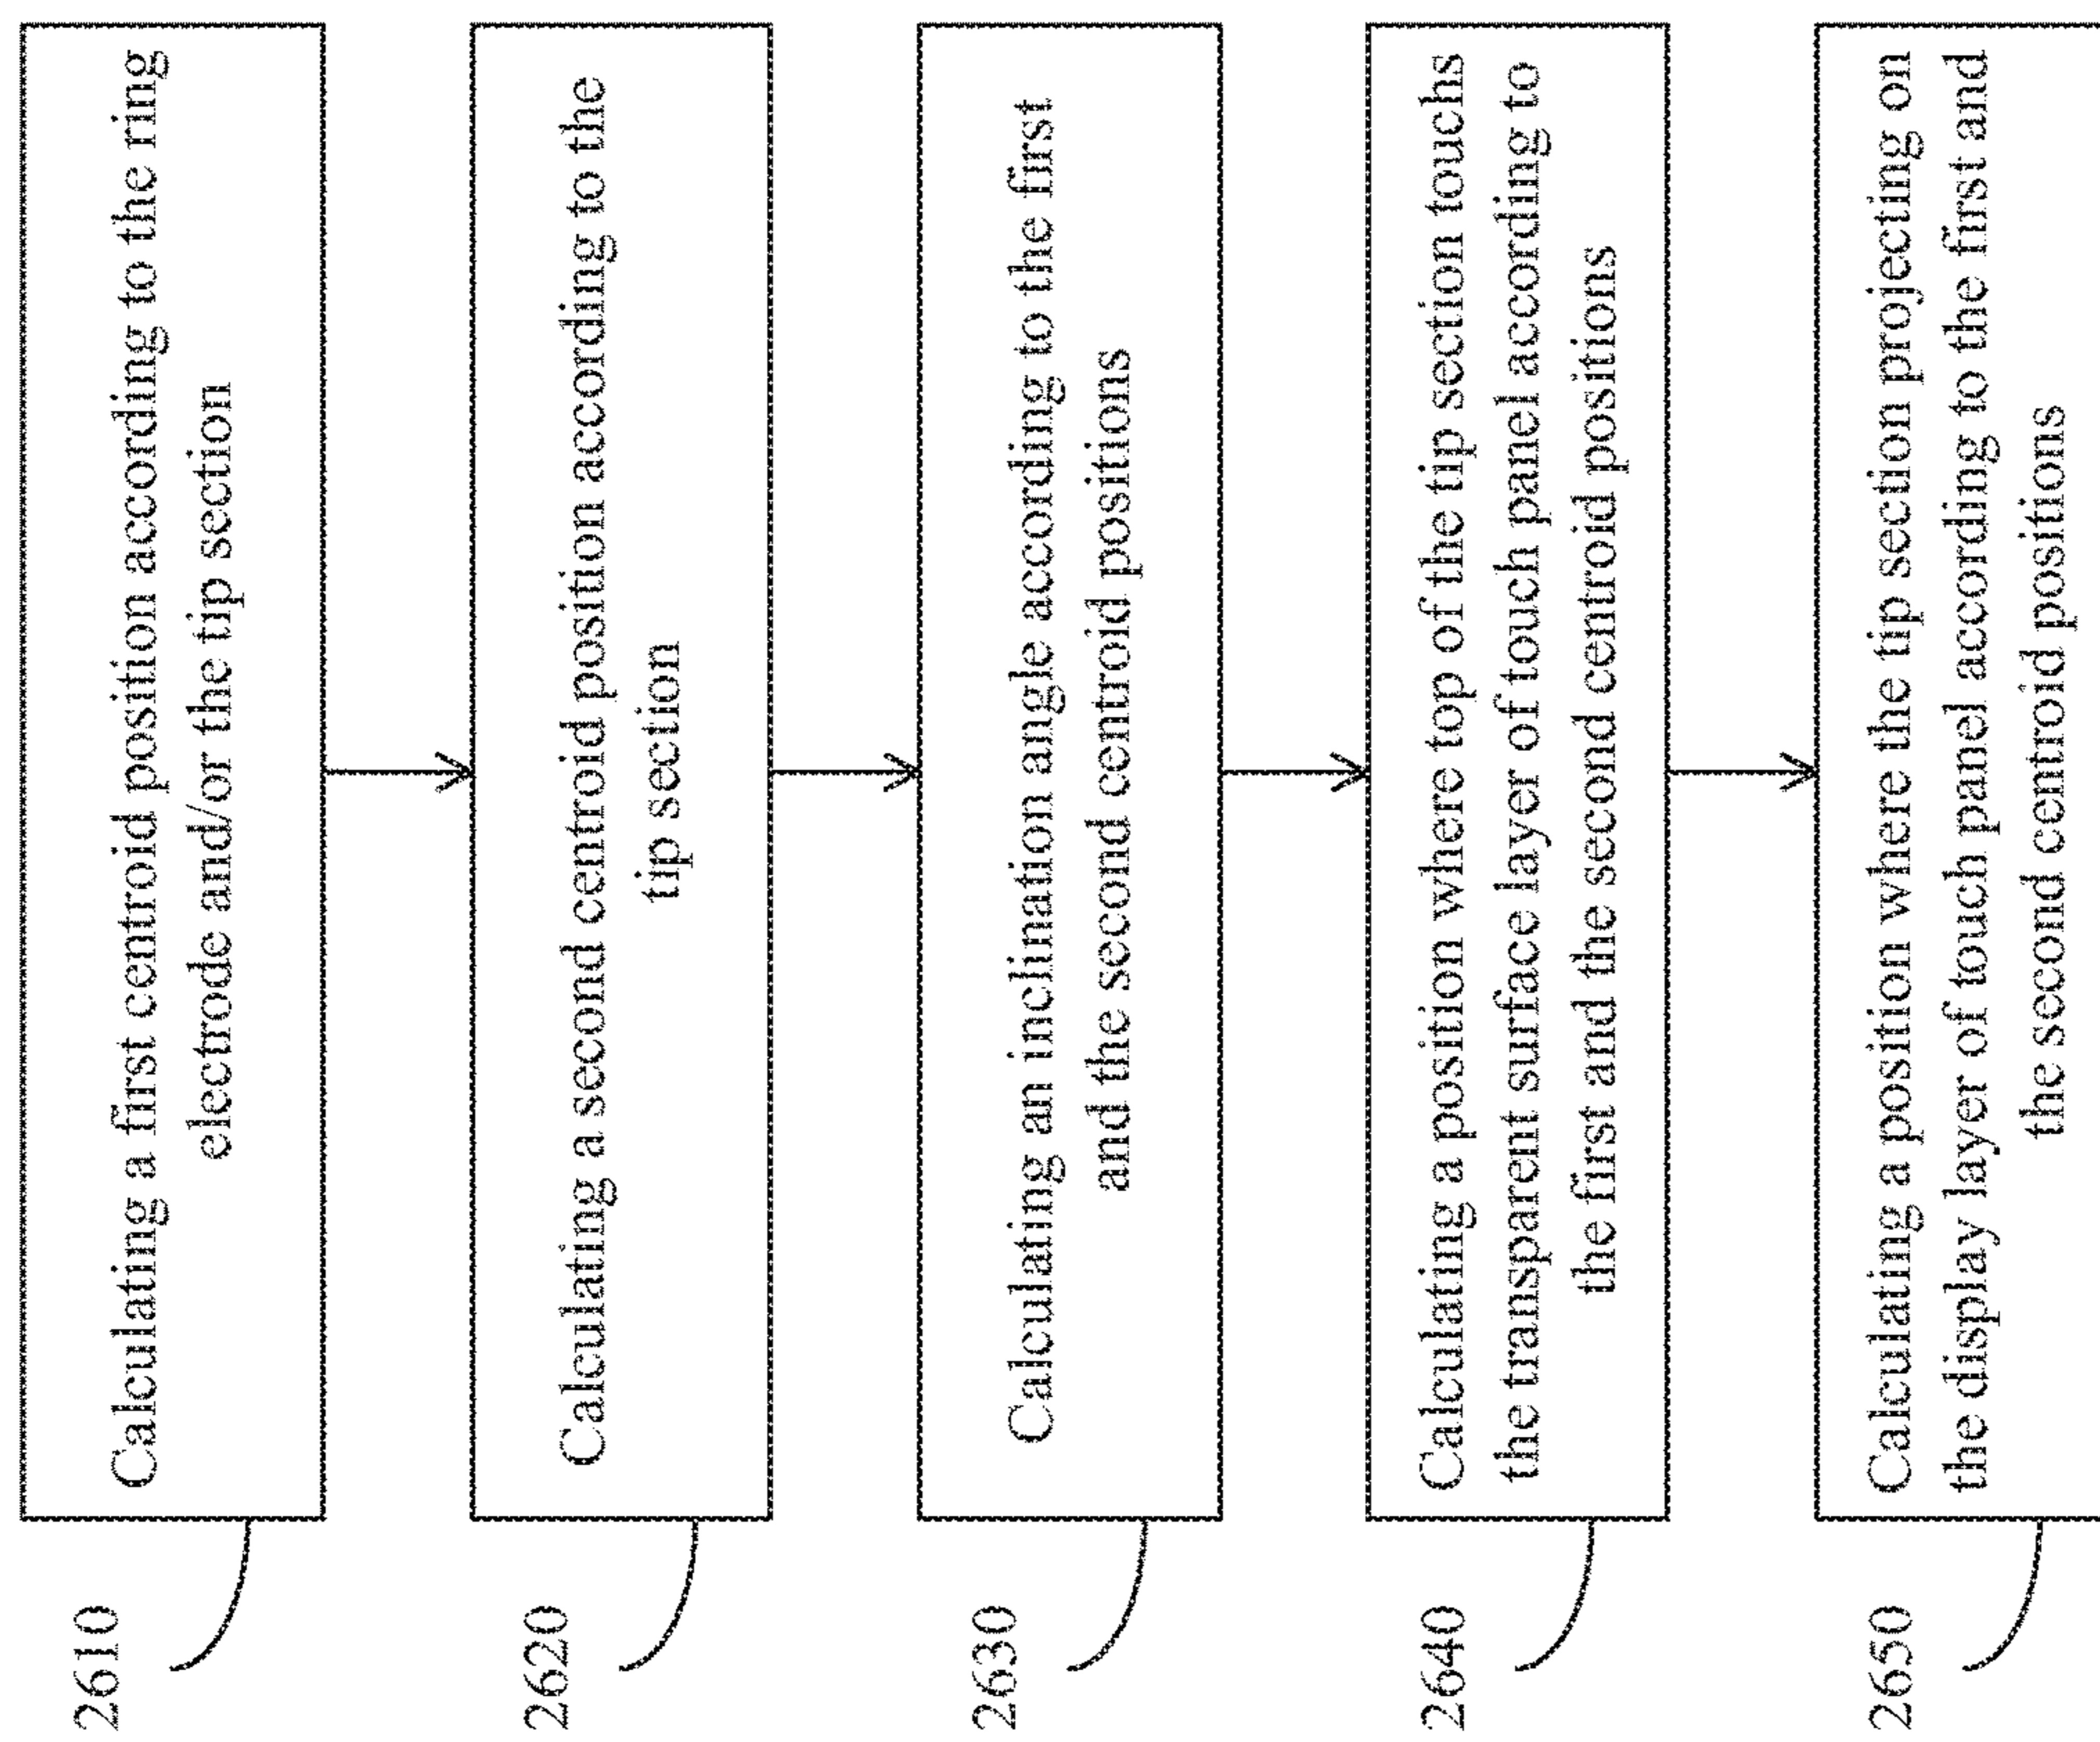 2610
Calculating a first centroid position according to the ring
electrode and/or the tip section
2620
Calculating a second centroid position according to the
tip section
2630
Calculating an inclination angle according to the first
and the second centroid positions
2640
Calculating a position where top of the tip section touchs
the transparent surface layer of touch panel according to
the first and the second centroid positions
2650
Calculating a position where the tip section projecting on
the display layer of touch panel according to the first and
the second centroid positions